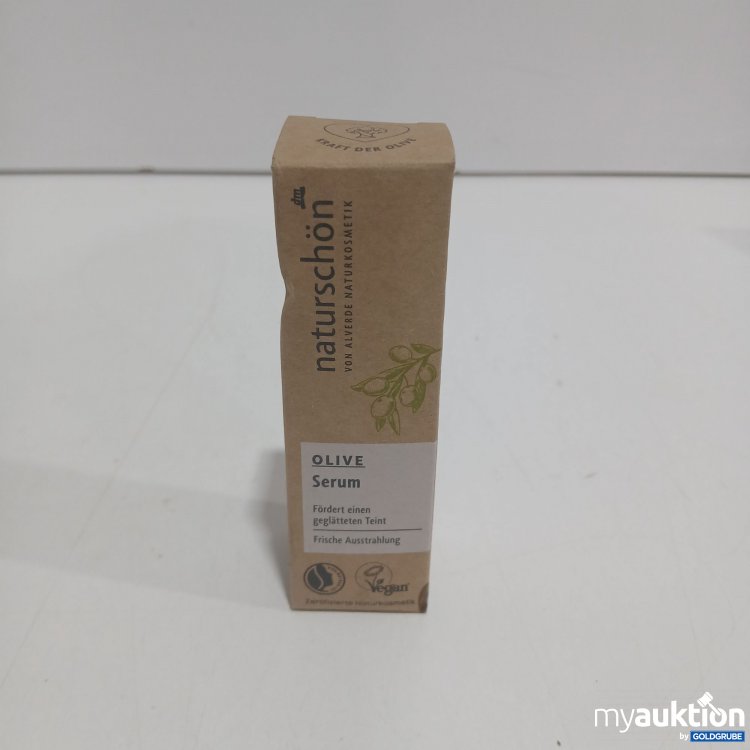 KRAFT DER OLIVE
dm
naturschön
VON ALVERDE NATURKOSMETIK
OLIVE
Serum
Fördert einen
geglätteten Teint
Frische Ausstrahlung
Vegan
Zertifizierte Naturkosmetik
myauktion
by GOLDGRUBE